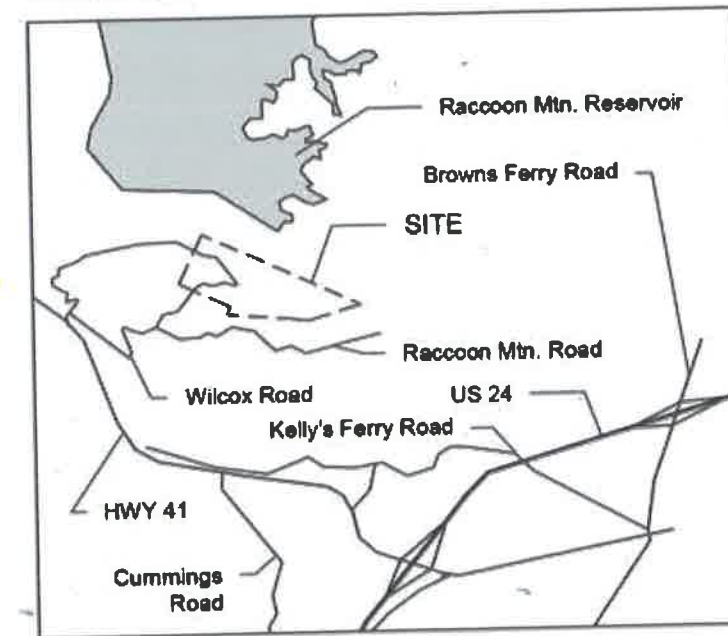 Raccoon Mtn. Reservoir
Browns Ferry Road
SITE
Raccoon Mtn. Road
Wilcox Road
US 24
Kelly's Ferry Road
HWY 41
Cummings
Road